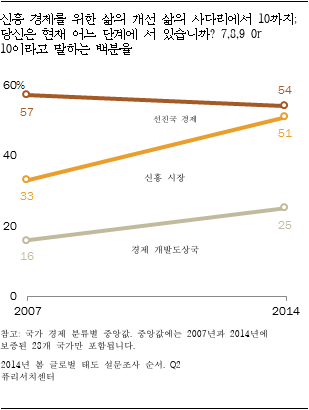 신흥 경제를 위한 삶의 개선 삶의 사다리에서 10까지;
당신은 현재 어느 단계에 서 있습니까? 7,8,9 0r
10이라고 말하는 백분율
60%
54
57
선진국 경제
51
40
신흥 시장
33
20
25
경제 개발도상국
16
0
2007
2014
참고: 국가 경제 분류별 중앙값. 중앙값에는 2007년과 2014년에
보증된 28개 국가만 포함됩니다.
2014년 봄 글로벌 태도 설문조사 순서. Q2
퓨리서치센터